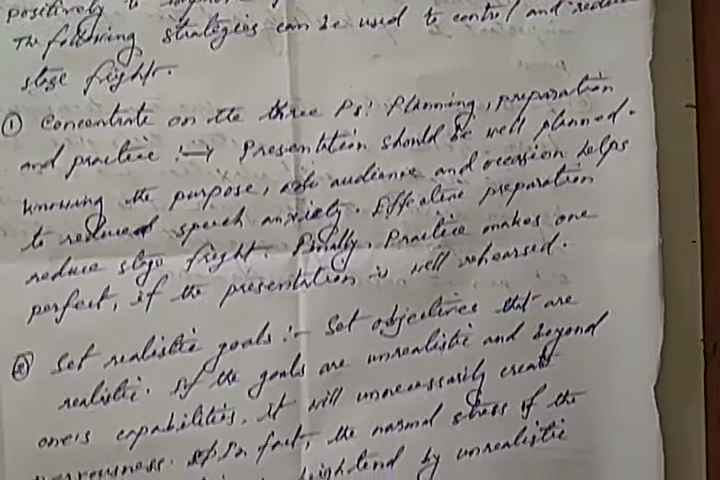 positively to
The following strategies can be used to control and reduce
stage fright.
① Concentrate on the three Ps: Planning, preparation
and practice :→ Presentation should be well planned.
knowing the purpose, audience and occasion helps
to reduce speech anxiety. Effective preparation
reduce stage fright. Finally, Practice makes one
perfect, if the presentation is well rehearsed.
② Set realistic goals :- Set objectives that are
realistic. If the goals are unrealistic and beyond
one's capabilities, it will unnecessarily create
nervousness. In fact, the normal stress of the
heightend by unrealistic